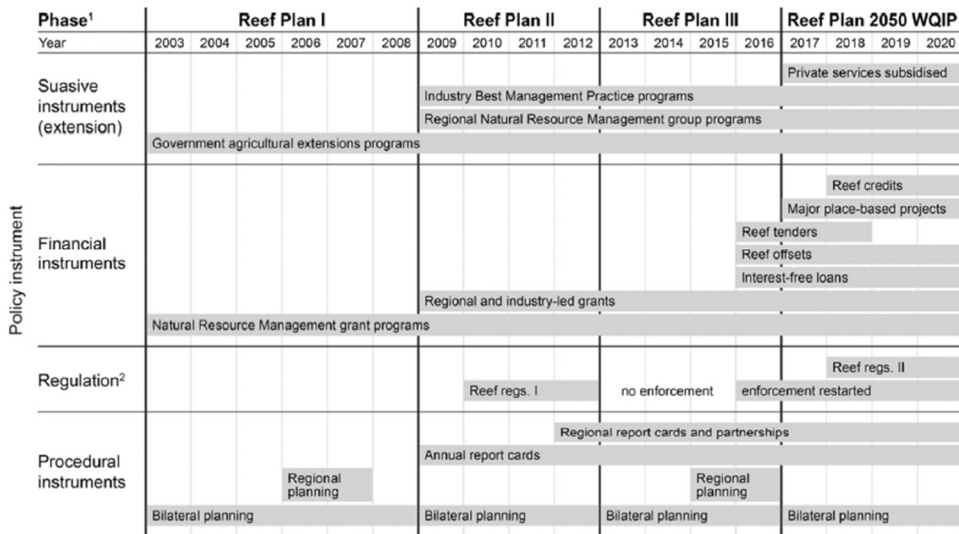 Phase¹ Reef Plan I Reef Plan II Reef Plan III Reef Plan 2050 WQIP
Year 2003 2004 2005 2006 2007 2008 2009 2010 2011 2012 2013 2014 2015 2016 2017 2018 2019 2020
Policy instrument
Suasive
instruments
(extension)
Private services subsidised
Industry Best Management Practice programs
Regional Natural Resource Management group programs
Government agricultural extensions programs
Financial
instruments
Reef credits
Major place-based projects
Reef tenders
Reef offsets
Interest-free loans
Regional and industry-led grants
Natural Resource Management grant programs
Regulation²
Reef regs. II
Reef regs. I no enforcement enforcement restarted
Procedural
instruments
Regional report cards and partnerships
Annual report cards
Regional
planning
Regional
planning
Bilateral planning Bilateral planning Bilateral planning Bilateral planning